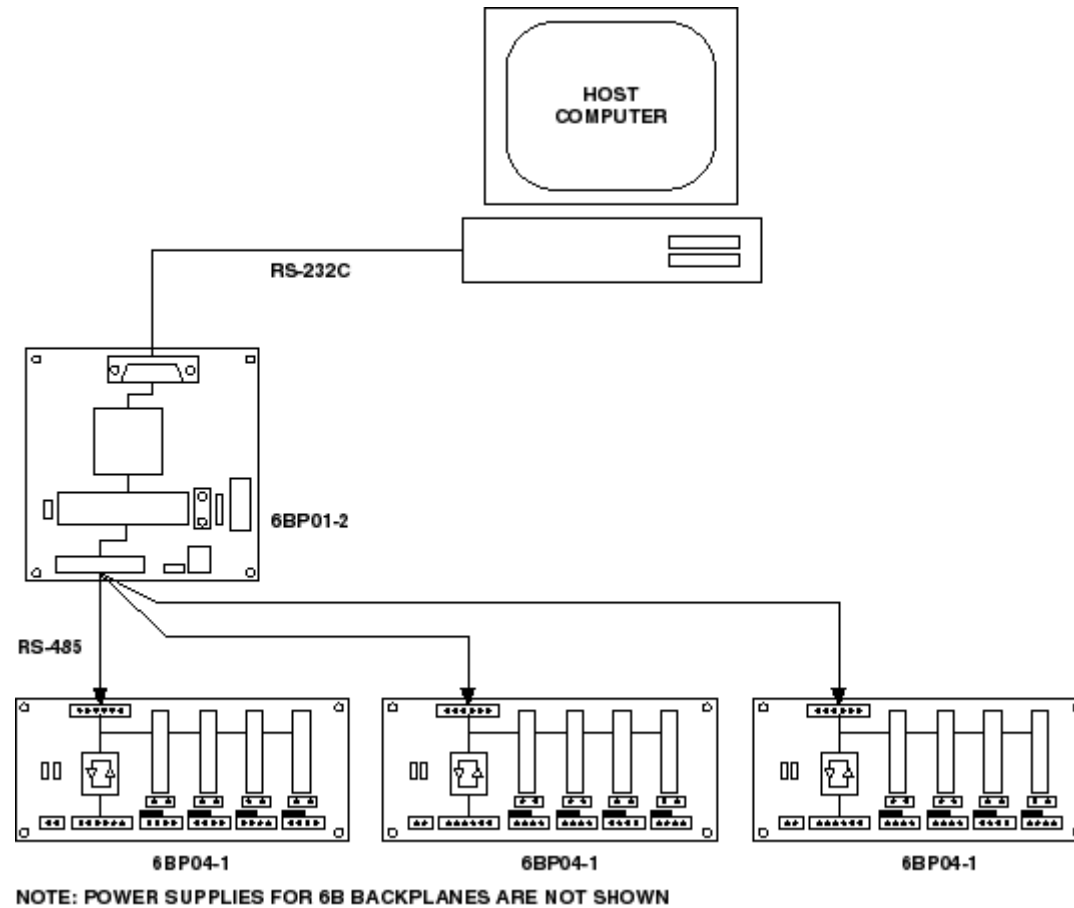 HOST
COMPUTER
RS-232C
6BP01-2
RS-485
6BP04-1
6BP04-1
6BP04-1
NOTE: POWER SUPPLIES FOR 6B BACKPLANES ARE NOT SHOWN